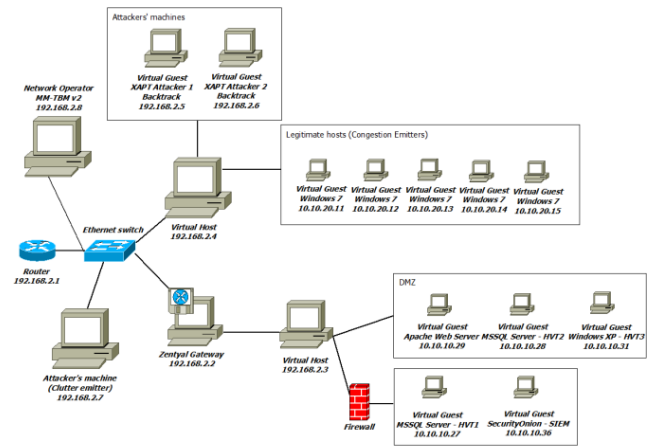 Attackers' machines
Virtual Guest
XAPT Attacker 1
Backtrack
192.168.2.5
Virtual Guest
XAPT Attacker 2
Backtrack
192.168.2.6
Network Operator
MM-TBM v2
192.168.2.8
Legitimate hosts (Congestion Emitters)
Virtual Guest
Windows 7
10.10.20.11
Virtual Guest
Windows 7
10.10.20.12
Virtual Guest
Windows 7
10.10.20.13
Virtual Guest
Windows 7
10.10.20.14
Virtual Guest
Windows 7
10.10.20.15
Virtual Host
192.168.2.4
Ethernet switch
Router
192.168.2.1
Attacker's machine
(Clutter emitter)
192.168.2.7
Zentyal Gateway
192.168.2.2
Virtual Host
192.168.2.3
DMZ
Virtual Guest
Apache Web Server
10.10.10.29
Virtual Guest
MSSQL Server - HVT2
10.10.10.28
Virtual Guest
Windows XP - HVT3
10.10.10.31
Firewall
Virtual Guest
MSSQL Server - HVT1
10.10.10.27
Virtual Guest
SecurityOnion - SIEM
10.10.10.36